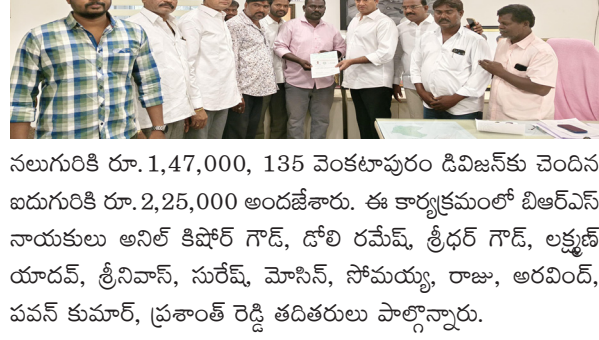 నలుగురికి రూ.1,47,000, 135 వెంకటాపురం డివిజన్‌కు చెందిన
ఐదుగురికి రూ.2,25,000 అందజేశారు. ఈ కార్యక్రమంలో బీఆర్ఎస్
నాయకులు అనిల్ కిషోర్ గౌడ్, డోలి రమేష్, శ్రీధర్ గౌడ్, లక్ష్మణ్
యాదవ్, శ్రీనివాస్, సురేష్, మోసిన్, సోమయ్య, రాజు, అరవింద్,
పవన్ కుమార్, ప్రశాంత్ రెడ్డి తదితరులు పాల్గొన్నారు.